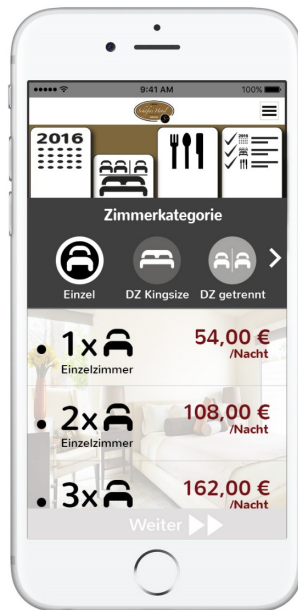 9:41 AM
100%
2016
2016
Zimmerkategorie
Einzel
DZ Kingsize
DZ getrennt
1x
54,00 €
/Nacht
Einzelzimmer
2x
108,00 €
/Nacht
Einzelzimmer
3x
162,00 €
/Nacht
Weiter